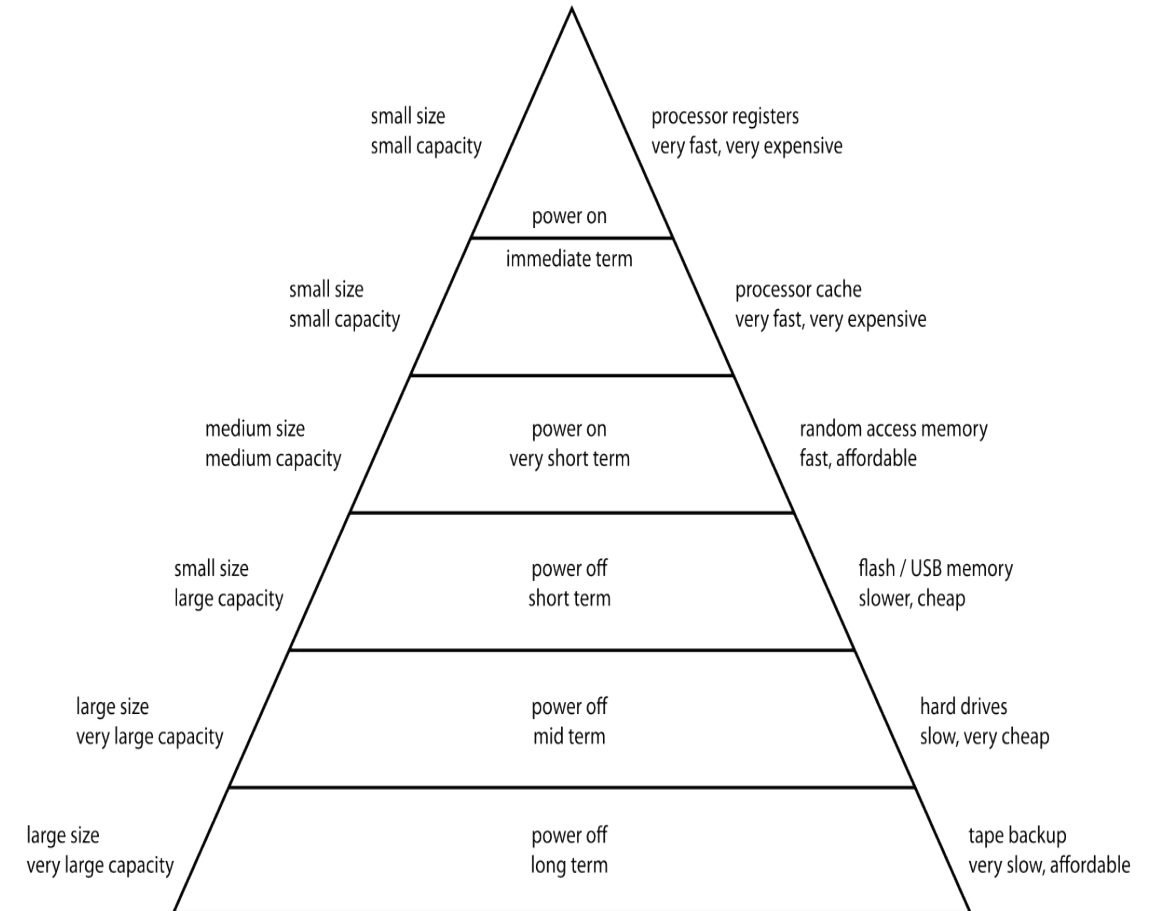 small size
small capacity
processor registers
very fast, very expensive
power on
immediate term
small size
small capacity
processor cache
very fast, very expensive
medium size
medium capacity
power on
very short term
random access memory
fast, affordable
small size
large capacity
power off
short term
flash / USB memory
slower, cheap
large size
very large capacity
power off
mid term
hard drives
slow, very cheap
large size
very large capacity
power off
long term
tape backup
very slow, affordable